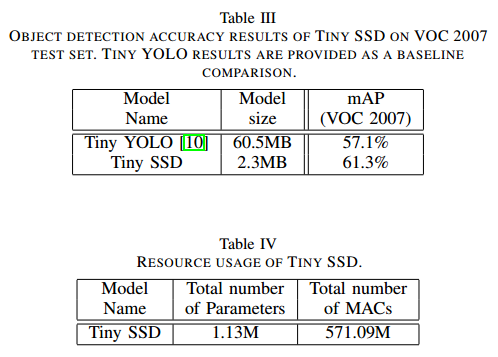 Table III
OBJECT DETECTION ACCURACY RESULTS OF TINY SSD ON VOC 2007
TEST SET. TINY YOLO RESULTS ARE PROVIDED AS A BASELINE
COMPARISON.
Model Name | Model size | mAP (VOC 2007)
Tiny YOLO [10] | 60.5MB | 57.1%
Tiny SSD | 2.3MB | 61.3%
Table IV
RESOURCE USAGE OF TINY SSD.
Model Name | Total number of Parameters | Total number of MACs
Tiny SSD | 1.13M | 571.09M